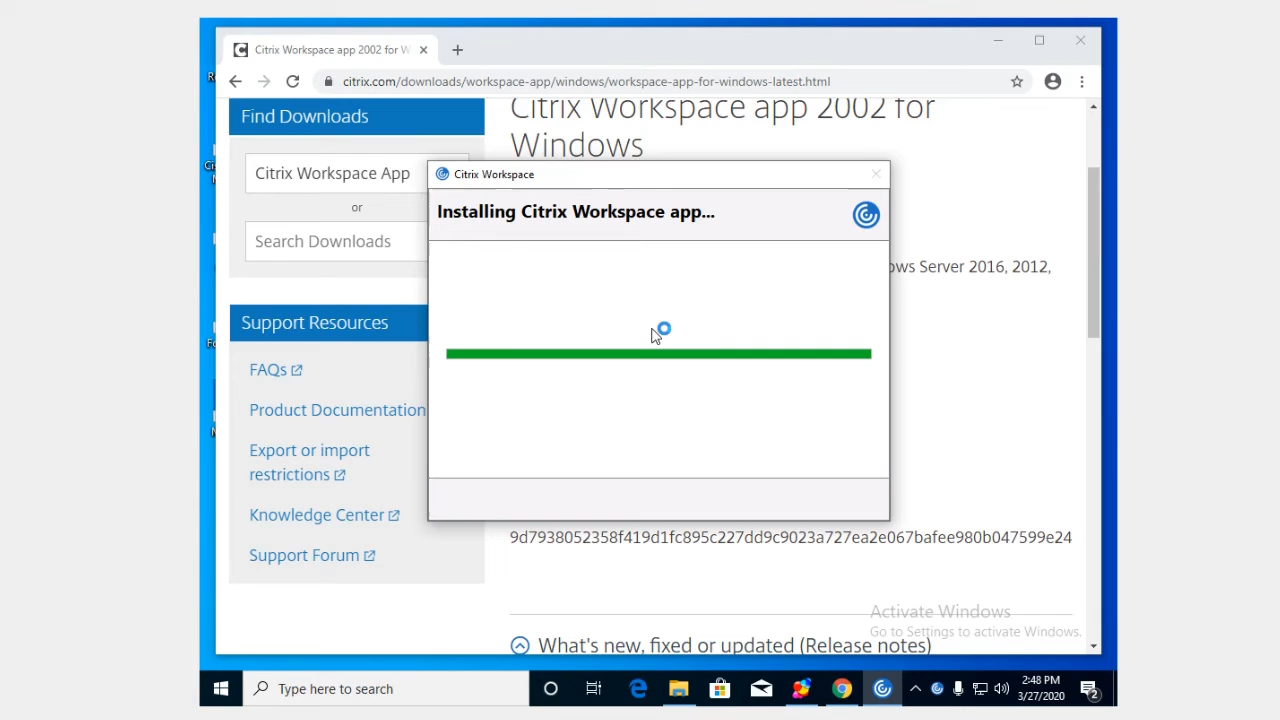 Citrix Workspace app 2002 for W
citrix.com/downloads/workspace-app/windows/workspace-app-for-windows-latest.html
Find Downloads
Citrix Workspace App
or
Search Downloads
Support Resources
FAQs
Product Documentation
Export or import
restrictions
Knowledge Center
Support Forum
Citrix Workspace app 2002 for
Windows
Citrix Workspace
Installing Citrix Workspace app...
ows Server 2016, 2012,
9d7938052358f419d1fc895c227dd9c9023a727ea2e067bafee980b047599e24
Activate Windows
Go to Settings to activate Windows.
What's new, fixed or updated (Release notes)
Type here to search
2:48 PM
3/27/2020
2